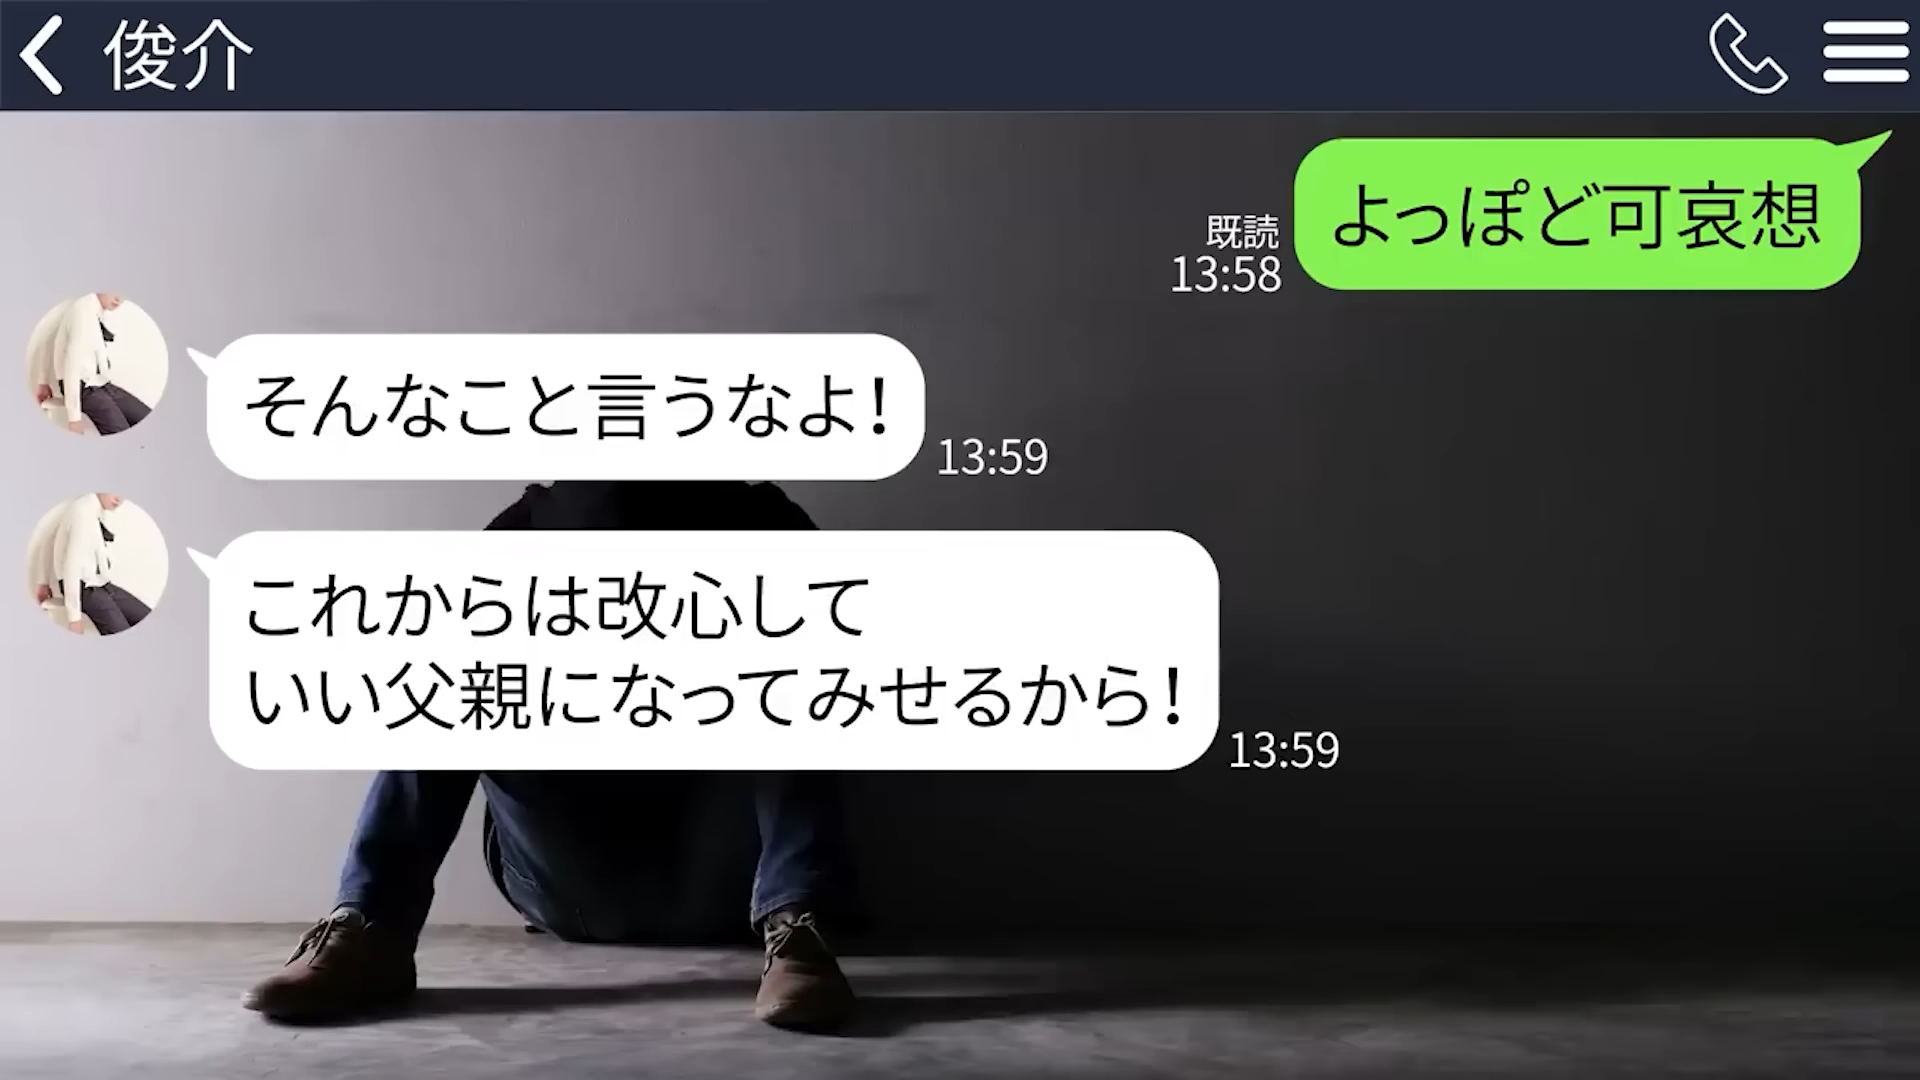 俊介
よっぽど可哀想
既読
13:58
そんなこと言うなよ!
13:59
これからは改心して
いい父親になってみせるから!
13:59